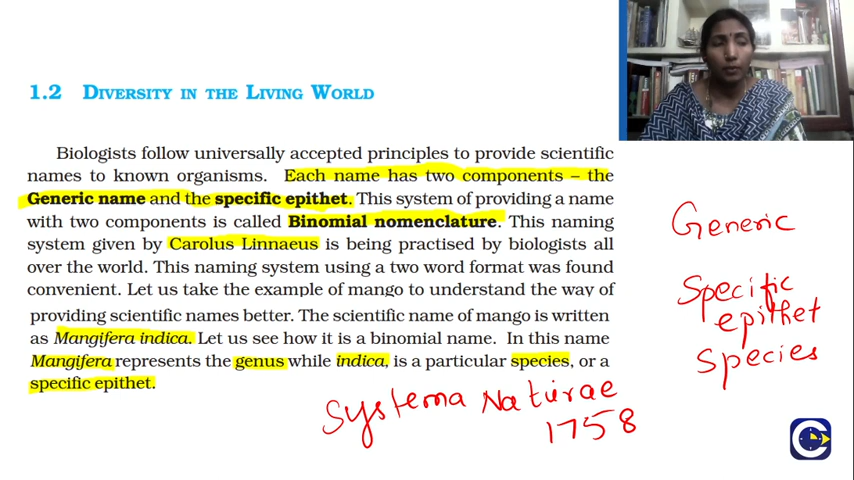 1.2 DIVERSITY IN THE LIVING WORLD
Biologists follow universally accepted principles to provide scientific
names to known organisms. Each name has two components – the
Generic name and the specific epithet. This system of providing a name
with two components is called Binomial nomenclature. This naming
system given by Carolus Linnaeus is being practised by biologists all
over the world. This naming system using a two word format was found
convenient. Let us take the example of mango to understand the way of
providing scientific names better. The scientific name of mango is written
as Mangifera indica. Let us see how it is a binomial name. In this name
Mangifera represents the genus while indica, is a particular species, or a
specific epithet.
Systema Naturae
1758
Generic
Specific
epithet
Species